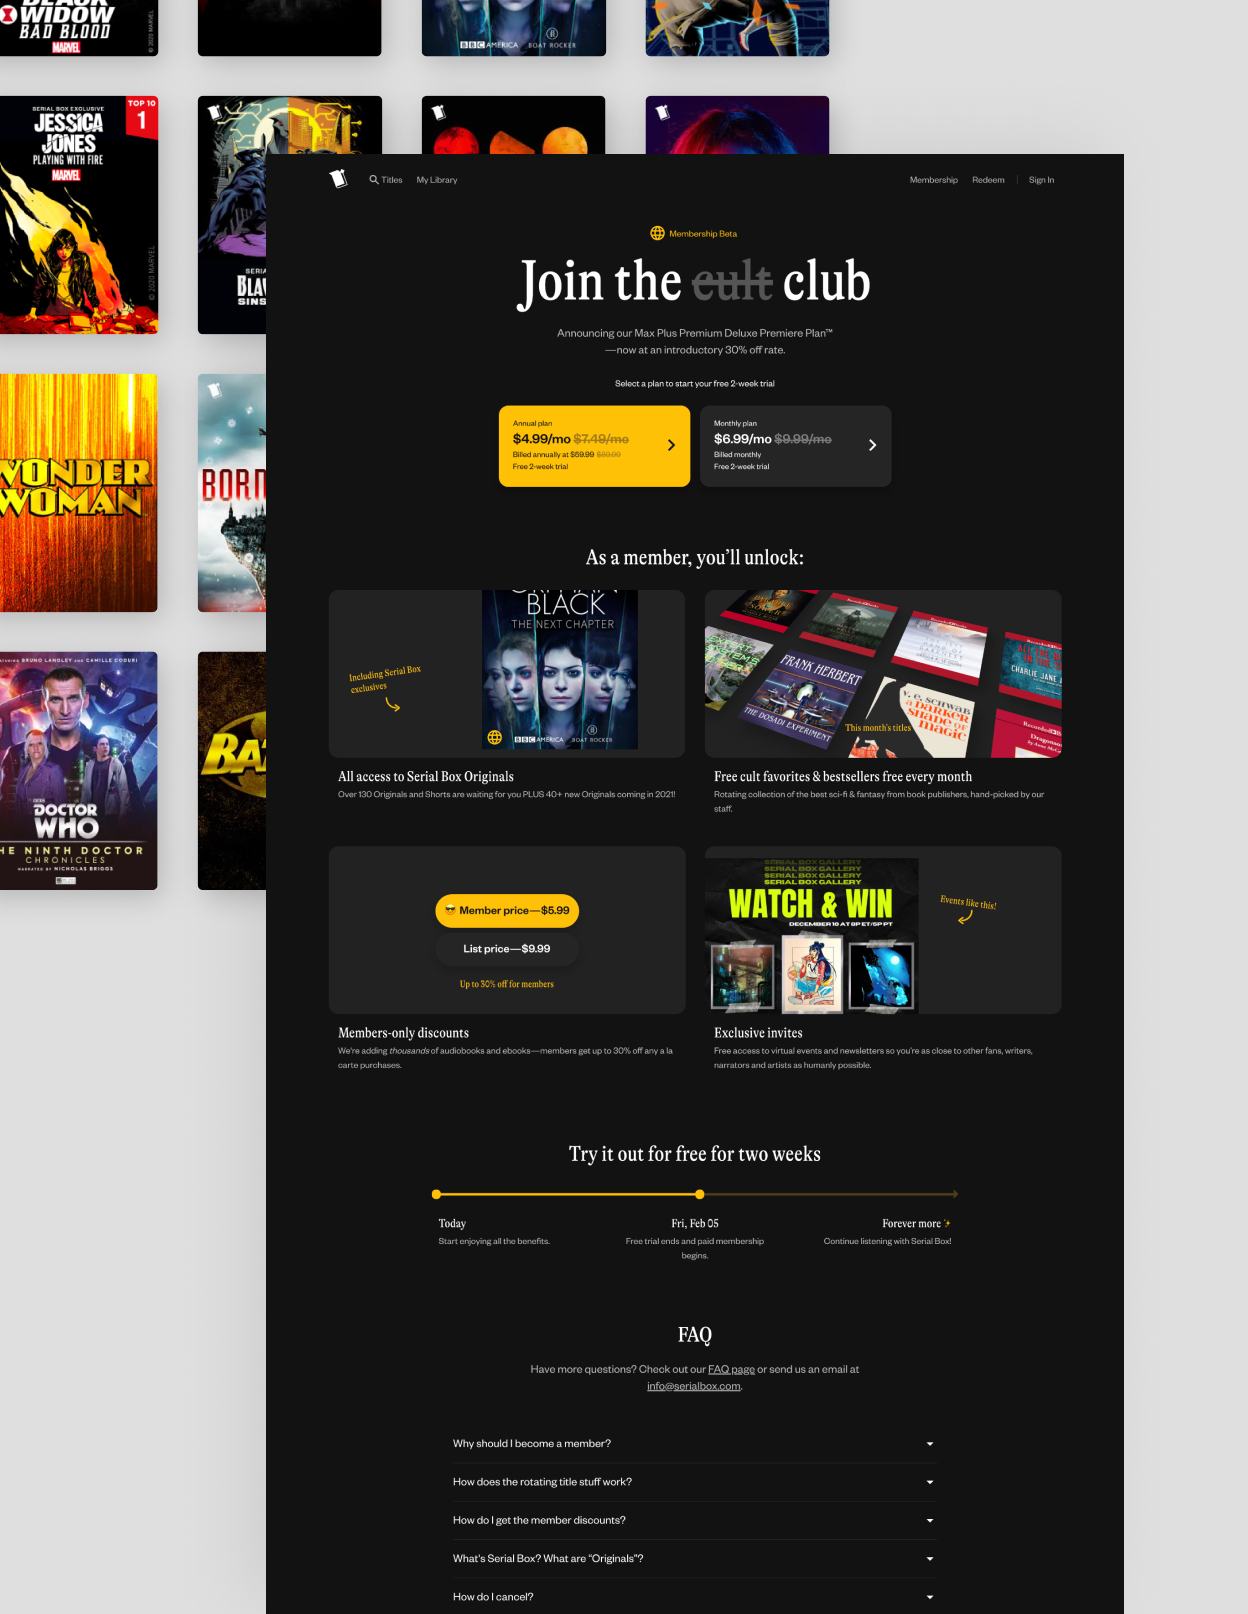 BLACK
WIDOW
BAD BLOOD
MARVEL
© 2020 MARVEL
BBC AMERICA
BOAT ROCKER
SERIAL BOX EXCLUSIVE
JESSICA
JONES
PLAYING WITH FIRE
MARVEL
TOP 10
1
© 2020 MARVEL
SERIA
BLA
SINS
WONDER
WOMAN
BORN
BRUNO LANGLEY AND CAMILLE CODURI
BBC
DOCTOR
WHO
HE NINTH DOCTOR
CHRONICLES
NARRATED BY NICHOLAS BRIGGS
BA
Titles
My Library
Membership
Redeem
Sign In
Membership Beta
Join the cult club
Announcing our Max Plus Premium Deluxe Premiere Plan™
—now at an introductory 30% off rate.
Select a plan to start your free 2-week trial
Annual plan
$4.99/mo $7.49/mo
Billed annually at $59.99 $89.99
Free 2-week trial
Monthly plan
$6.99/mo $9.99/mo
Billed monthly
Free 2-week trial
As a member, you'll unlock:
Including Serial Box
exclusives
ORPHAN
BLACK
THE NEXT CHAPTER
BBC AMERICA
BOAT ROCKER
FRANK HERBERT
THE DOSADI EXPERIMENT
v. e. schwab
a darker
shade of
magic
CHARLIE JANE
This month's titles
All access to Serial Box Originals
Over 130 Originals and Shorts are waiting for you PLUS 40+ new Originals coming in 2021!
Free cult favorites & bestsellers free every month
Rotating collection of the best sci-fi & fantasy from book publishers, hand-picked by our
staff.
Member price—$5.99
List price—$9.99
Up to 30% off for members
SERIAL BOX GALLERY
SERIAL BOX GALLERY
SERIAL BOX GALLERY
SERIAL BOX GALLERY
WATCH & WIN
DECEMBER 10 AT 8P ET/5P PT
Events like this!
Members-only discounts
We're adding thousands of audiobooks and ebooks—members get up to 30% off any a la
carte purchases.
Exclusive invites
Free access to virtual events and newsletters so you're as close to other fans, writers,
narrators and artists as humanly possible.
Try it out for free for two weeks
Today
Start enjoying all the benefits.
Fri, Feb 05
Free trial ends and paid membership
begins.
Forever more
Continue listening with Serial Box!
FAQ
Have more questions? Check out our FAQ page or send us an email at
info@serialbox.com.
Why should I become a member?
How does the rotating title stuff work?
How do I get the member discounts?
What's Serial Box? What are "Originals"?
How do I cancel?